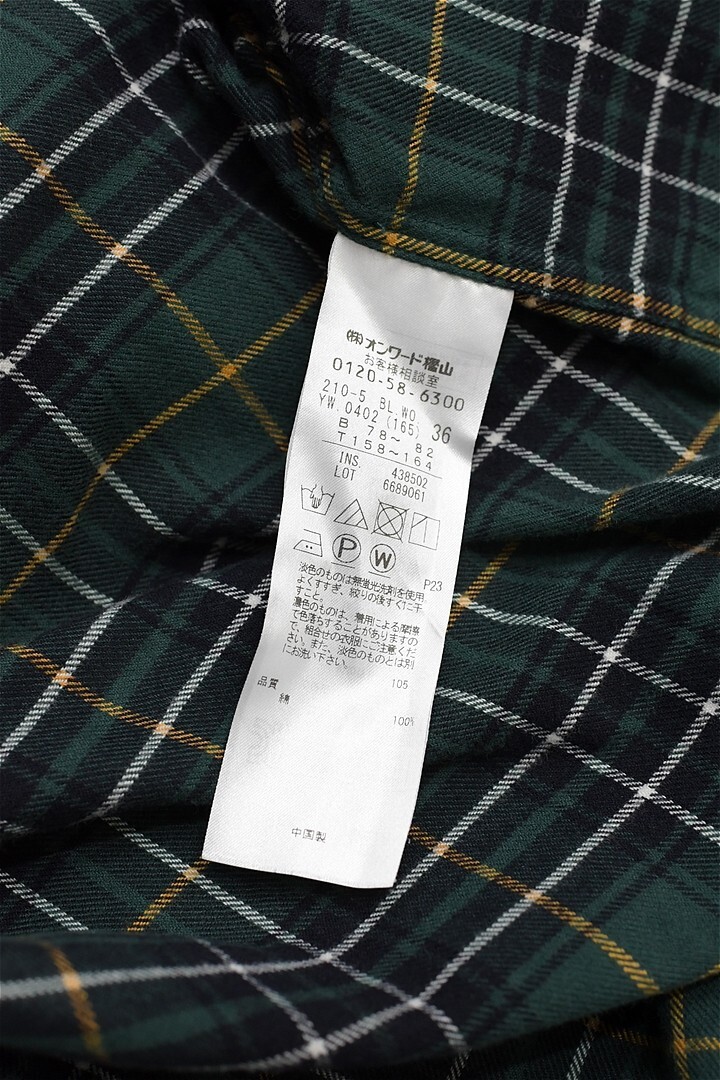 (株)オンワード樫山
お客様相談室
0120-58-6300
210-5 BL.WO
YW.0402 (165) 36
B 78～ 82
T158～164
INS. 438502
LOT 6689061
P W
P23
淡色のものは無蛍光洗剤を使用。
よくすすぎ、絞りの後すぐに干
すこと。
濃色のものは、着用による摩擦
で色落ちすることがありますの
で、組合せの衣服にご注意くだ
さい。また、淡色のものとは別
にお洗い下さい。
品質 105
綿 100%
中国製